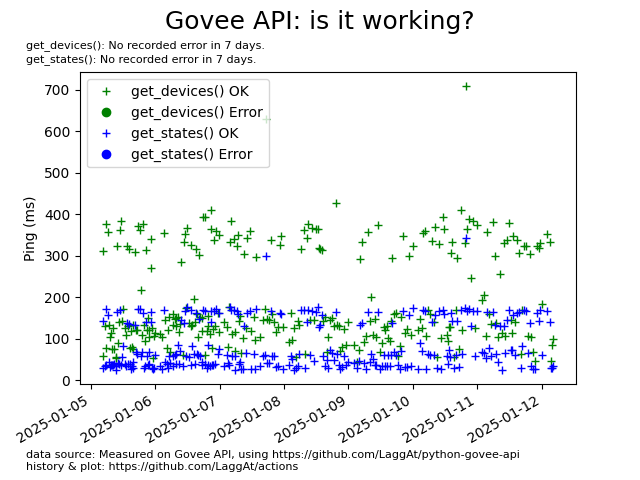 Govee API: is it working?
get_devices(): No recorded error in 7 days.
get_states(): No recorded error in 7 days.
get_devices() OK
get_devices() Error
get_states() OK
get_states() Error
Ping (ms)
700
600
500
400
300
200
100
0
2025-01-05
2025-01-06
2025-01-07
2025-01-08
2025-01-09
2025-01-10
2025-01-11
2025-01-12
data source: Measured on Govee API, using https://github.com/LaggAt/python-govee-api
history & plot: https://github.com/LaggAt/actions